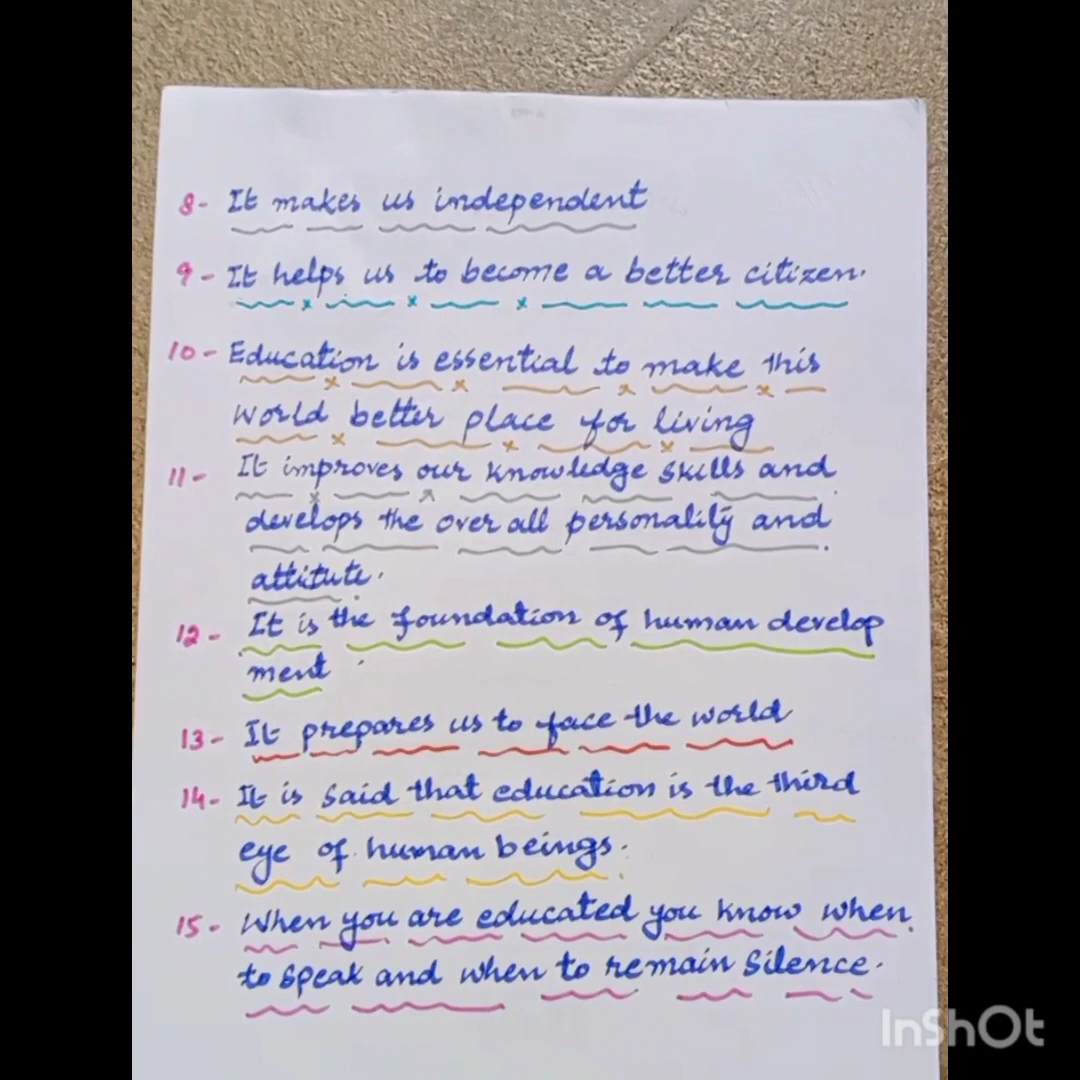 8- It makes us independent
9- It helps us to become a better citizen.
10- Education is essential to make this
world better place for living
11- It improves our knowledge skills and
develops the over all personality and
attitute.
12- It is the foundation of human develop
ment
13- It prepares us to face the world
14- It is said that education is the third
eye of human beings.
15- When you are educated you know when
to speak and when to remain silence.
InShOt